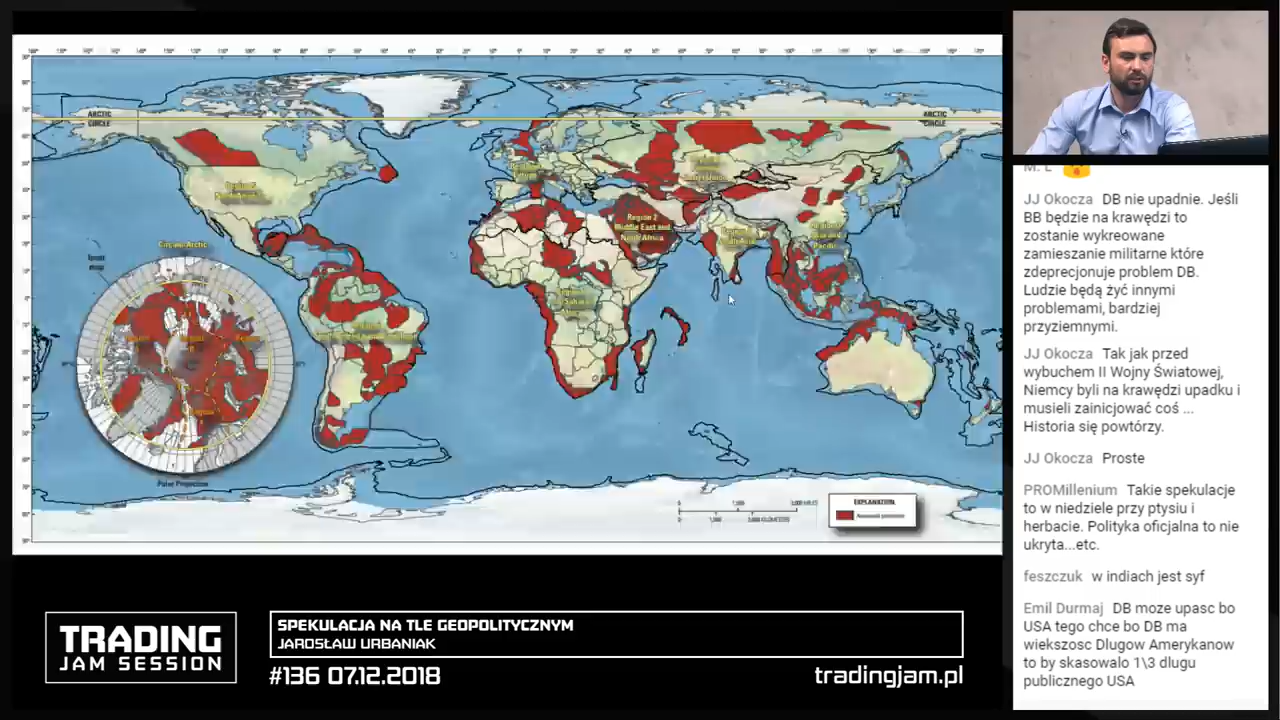 ARCTIC
CIRCLE
ARCTIC
CIRCLE
Region 2
Middle East and
North Africa
Circum-Arctic
Inset
map
Polar Projection
EXPLANATION
TRADING
JAM SESSION
SPEKULACJA NA TLE GEOPOLITYCZNYM
JAROSŁAW URBANIAK
#136 07.12.2018
tradingjam.pl
JJ Okocza DB nie upadnie. Jeśli
BB będzie na krawędzi to
zostanie wykreowane
zamieszanie militarne które
zdeprecjonuje problem DB.
Ludzie będą żyć innymi
problemami, bardziej
przyziemnymi.
JJ Okocza Tak jak przed
wybuchem II Wojny Światowej,
Niemcy byli na krawędzi upadku i
musieli zainicjować coś ...
Historia się powtórzy.
JJ Okocza Proste
PROMillenium Takie spekulacje
to w niedziele przy ptysiu i
herbacie. Polityka oficjalna to nie
ukryta...etc.
feszczuk w indiach jest syf
Emil Durmaj DB moze upasc bo
USA tego chce bo DB ma
wiekszosc Dlugow Amerykanow
to by skasowalo 1\3 dlugu
publicznego USA